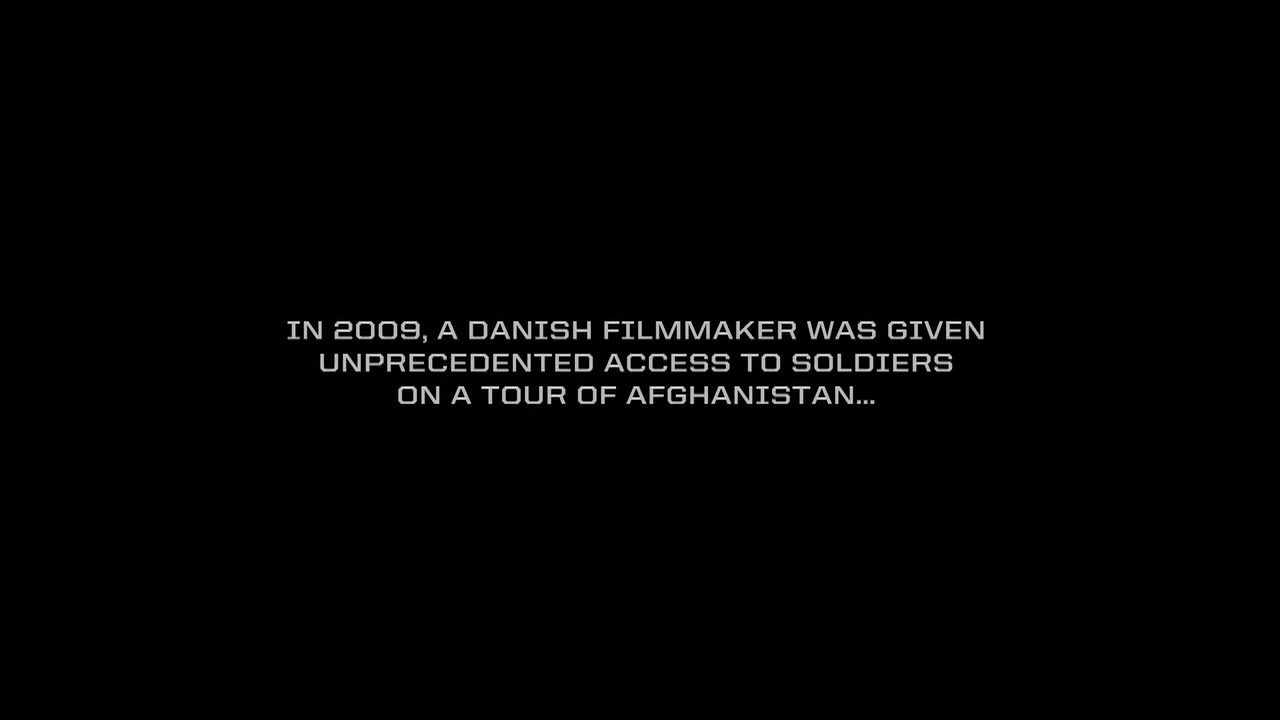 IN 2009, A DANISH FILMMAKER WAS GIVEN
UNPRECEDENTED ACCESS TO SOLDIERS
ON A TOUR OF AFGHANISTAN...